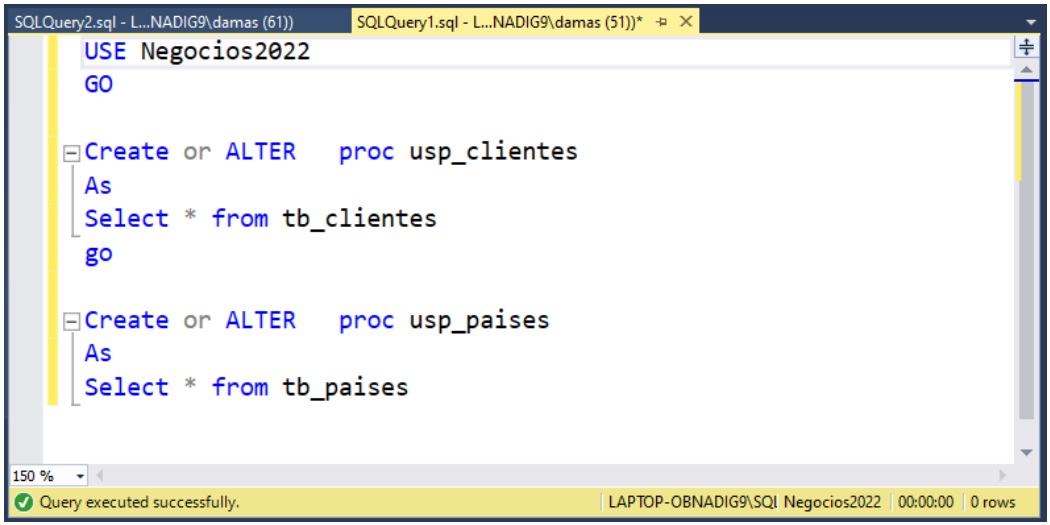 SQLQuery2.sql - L...NADIG9\damas (61))
SQLQuery1.sql - L...NADIG9\damas (51))*
USE Negocios2022
GO
Create or ALTER   proc usp_clientes
As
Select * from tb_clientes
go
Create or ALTER   proc usp_paises
As
Select * from tb_paises
150 %
Query executed successfully.
LAPTOP-OBNADIG9\SQL Negocios2022 00:00:00 0 rows